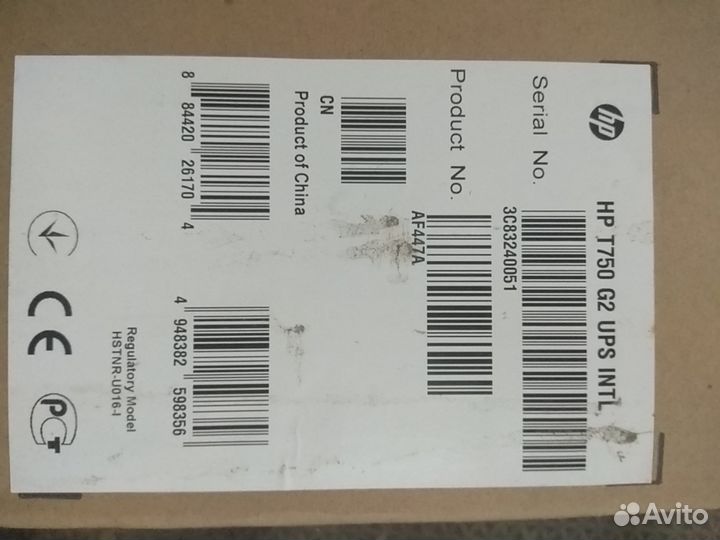 hp
HP T750 G2 UPS INTL
Serial No.
3C83240051
Product No.
AF447A
CN
Product of China
8 84420 26170 4
4 948382 598356
Regulatory Model
HSTNR-U016-I
CE
PCT
Avito